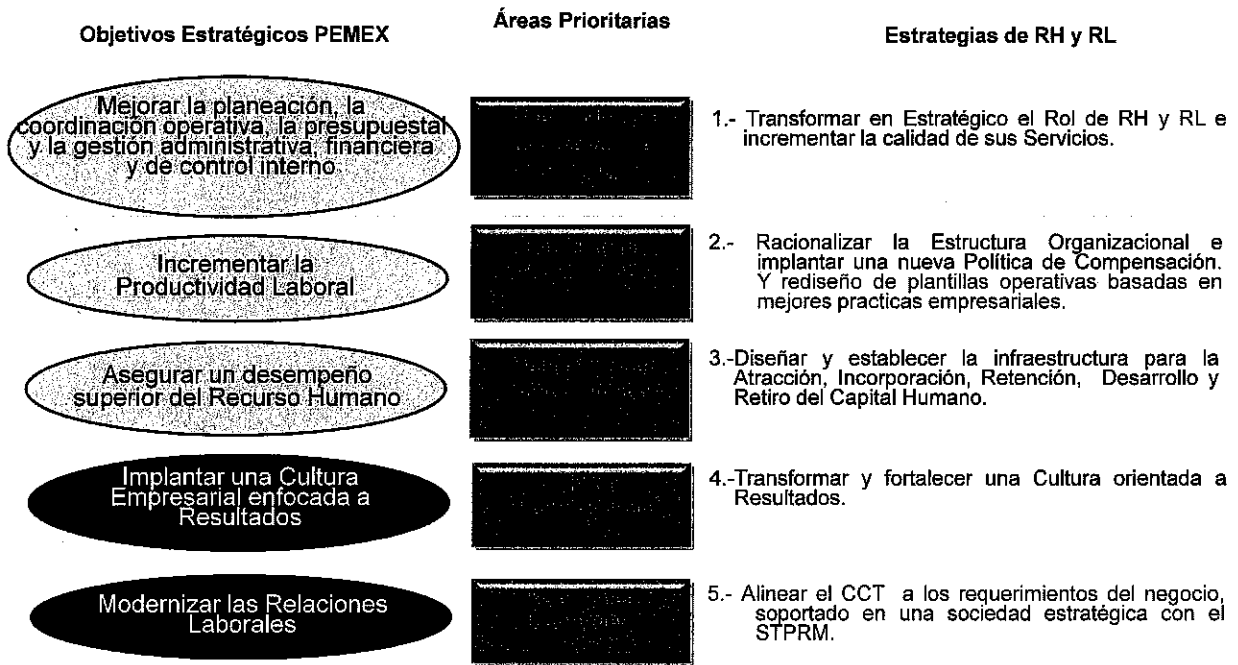 Objetivos Estratégicos PEMEX
Áreas Prioritarias
Estrategias de RH y RL
Mejorar la planeación, la
coordinación operativa, la presupuestal
y la gestión administrativa, financiera
y de control interno
1.- Transformar en Estratégico el Rol de RH y RL e
incrementar la calidad de sus Servicios.
Incrementar la
Productividad Laboral
2.- Racionalizar la Estructura Organizacional e
implantar una nueva Política de Compensación.
Y rediseño de plantillas operativas basadas en
mejores practicas empresariales.
Asegurar un desempeño
superior del Recurso Humano
3.-Diseñar y establecer la infraestructura para la
Atracción, Incorporación, Retención, Desarrollo y
Retiro del Capital Humano.
Implantar una Cultura
Empresarial enfocada a
Resultados
4.-Transformar y fortalecer una Cultura orientada a
Resultados.
Modernizar las Relaciones
Laborales
5.- Alinear el CCT a los requerimientos del negocio,
soportado en una sociedad estratégica con el
STPRM.